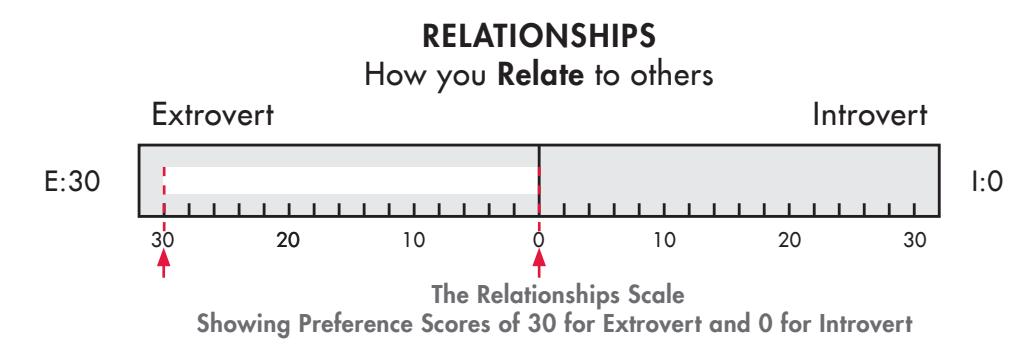 RELATIONSHIPS
How you Relate to others
Extrovert Introvert
E:30 I:0
30 20 10 0 10 20 30
The Relationships Scale
Showing Preference Scores of 30 for Extrovert and 0 for Introvert